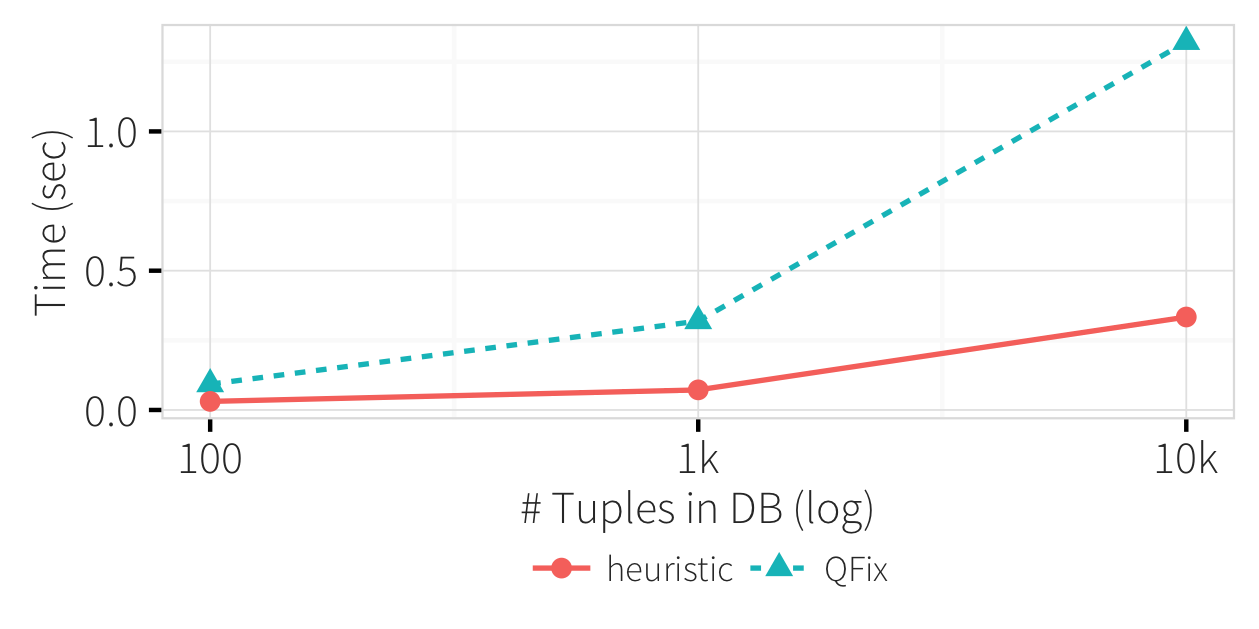 Time (sec)
1.0
0.5
0.0
100 1k 10k
# Tuples in DB (log)
heuristic QFix